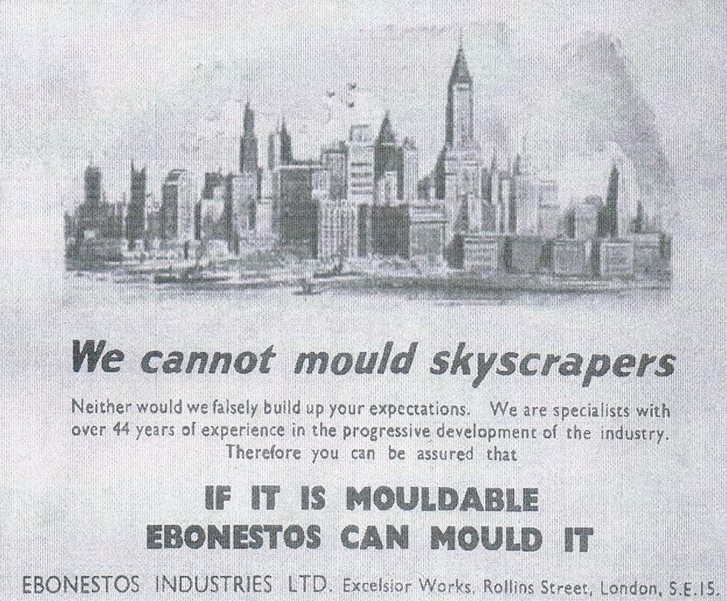 We cannot mould skyscrapers
Neither would we falsely build up your expectations. We are specialists with
over 44 years of experience in the progressive development of the industry.
Therefore you can be assured that
IF IT IS MOULDABLE
EBONESTOS CAN MOULD IT
EBONESTOS INDUSTRIES LTD. Excelsior Works, Rollins Street, London, S.E.15.